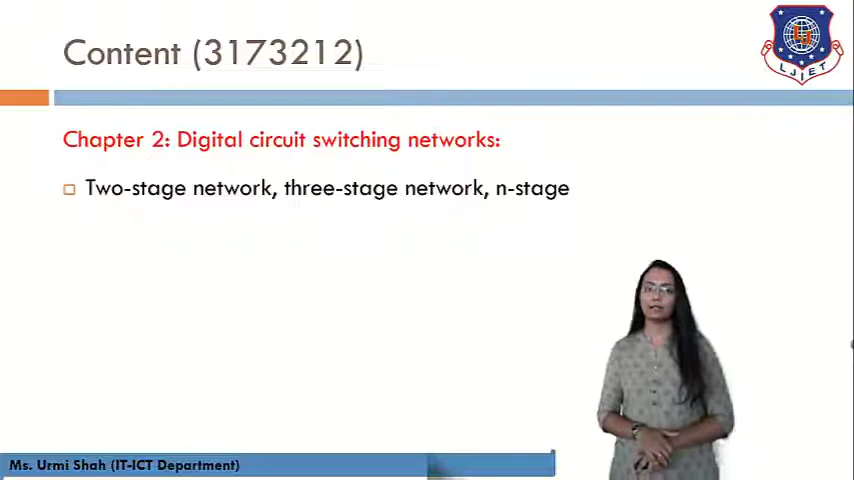 Content (3173212)
LJIET
Chapter 2: Digital circuit switching networks:
Two-stage network, three-stage network, n-stage
Ms. Urmi Shah (IT-ICT Department)